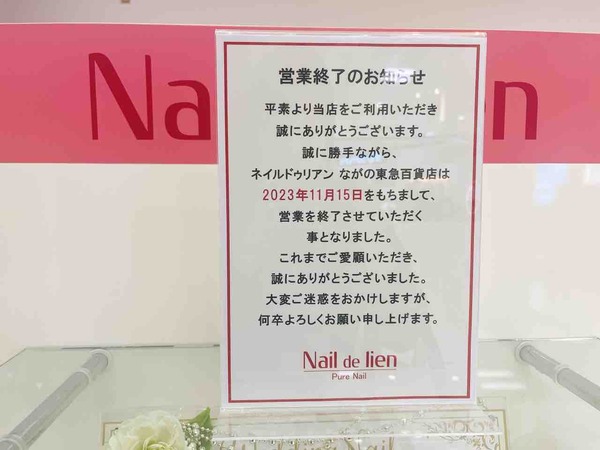 Na
lien
営業終了のお知らせ
平素より当店をご利用いただき
誠にありがとうございます。
誠に勝手ながら、
ネイルドゥリアン ながの東急百貨店は
2023年11月15日をもちまして、
営業を終了させていただく
事となりました。
これまでご愛願いただき、
誠にありがとうございました。
大変ご迷惑をおかけしますが、
何卒よろしくお願い申し上げます。
Nail de lien
Pure Nail
Nail